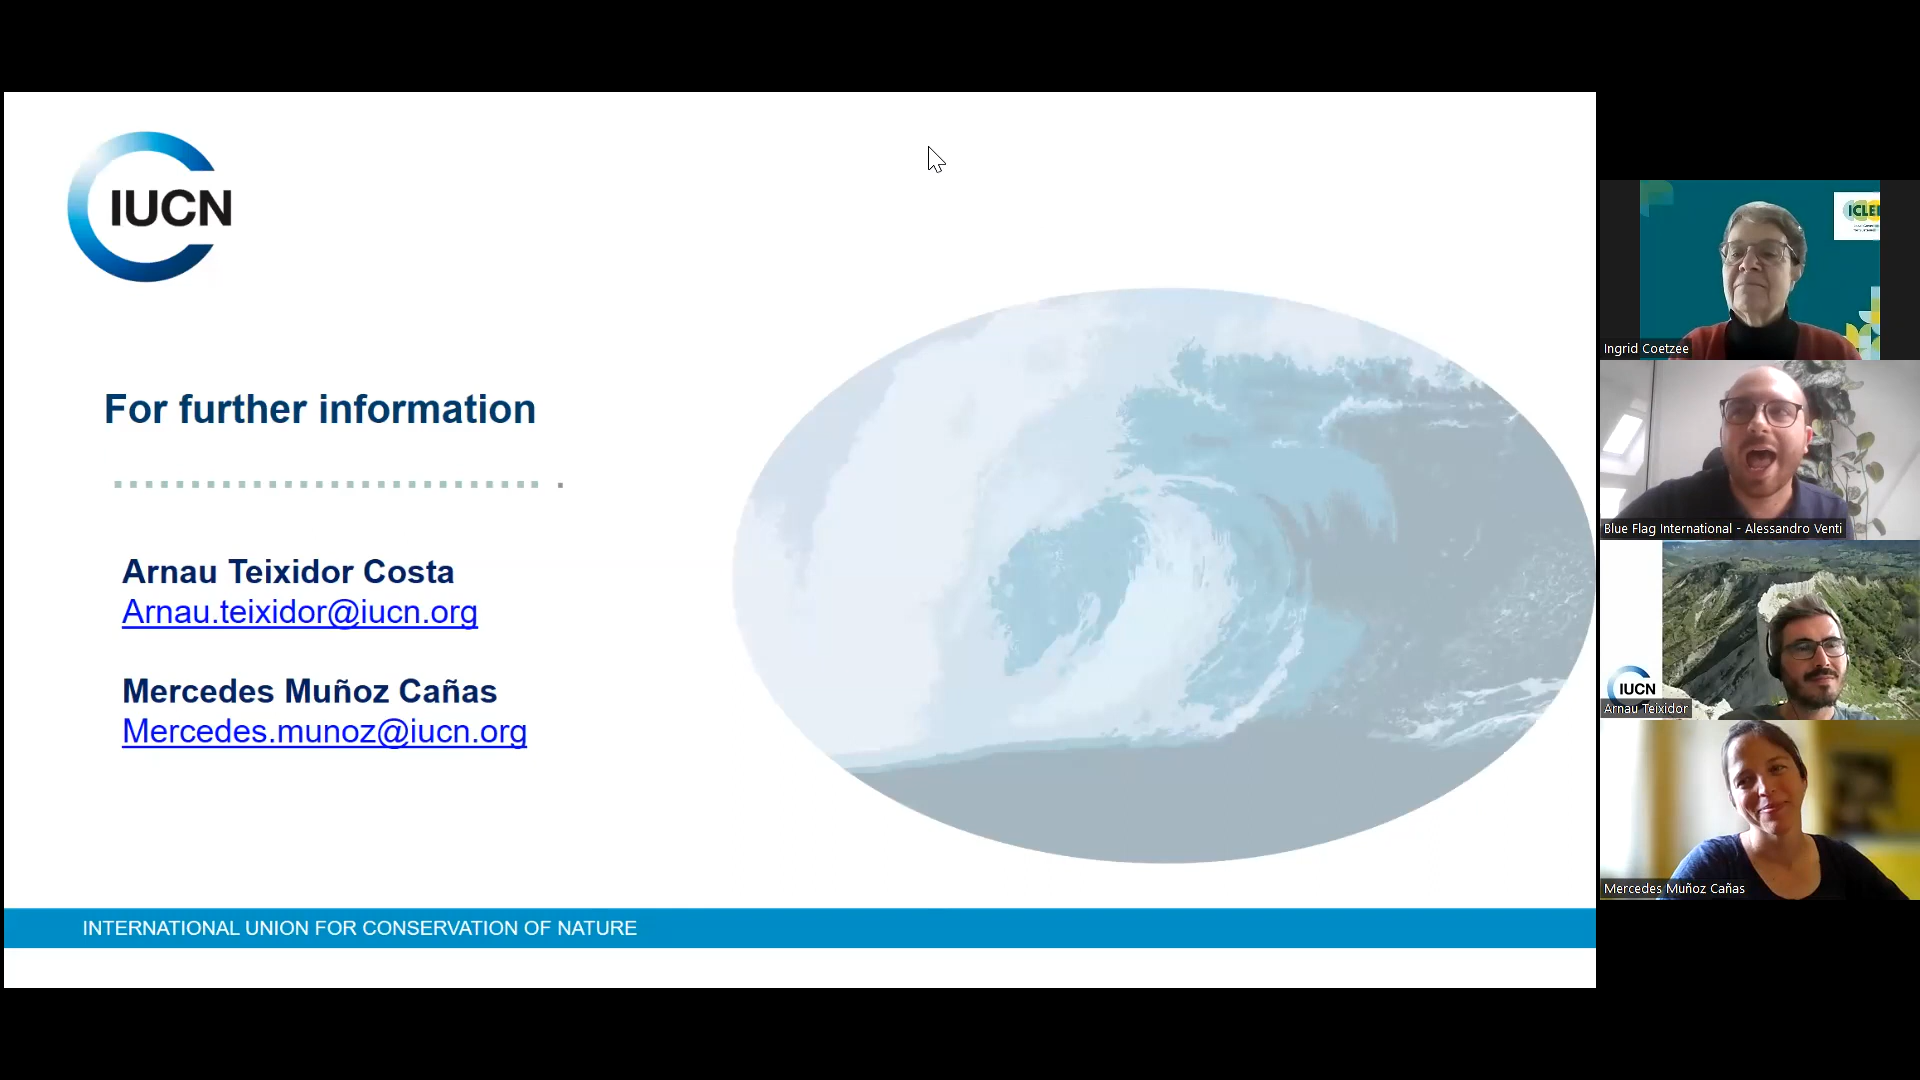 IUCN
For further information
Arnau Teixidor Costa
Arnau.teixidor@iucn.org
Mercedes Muñoz Cañas
Mercedes.munoz@iucn.org
INTERNATIONAL UNION FOR CONSERVATION OF NATURE
Ingrid Coetzee
Blue Flag International - Alessandro Venti
IUCN
Arnau Teixidor
Mercedes Muñoz Cañas